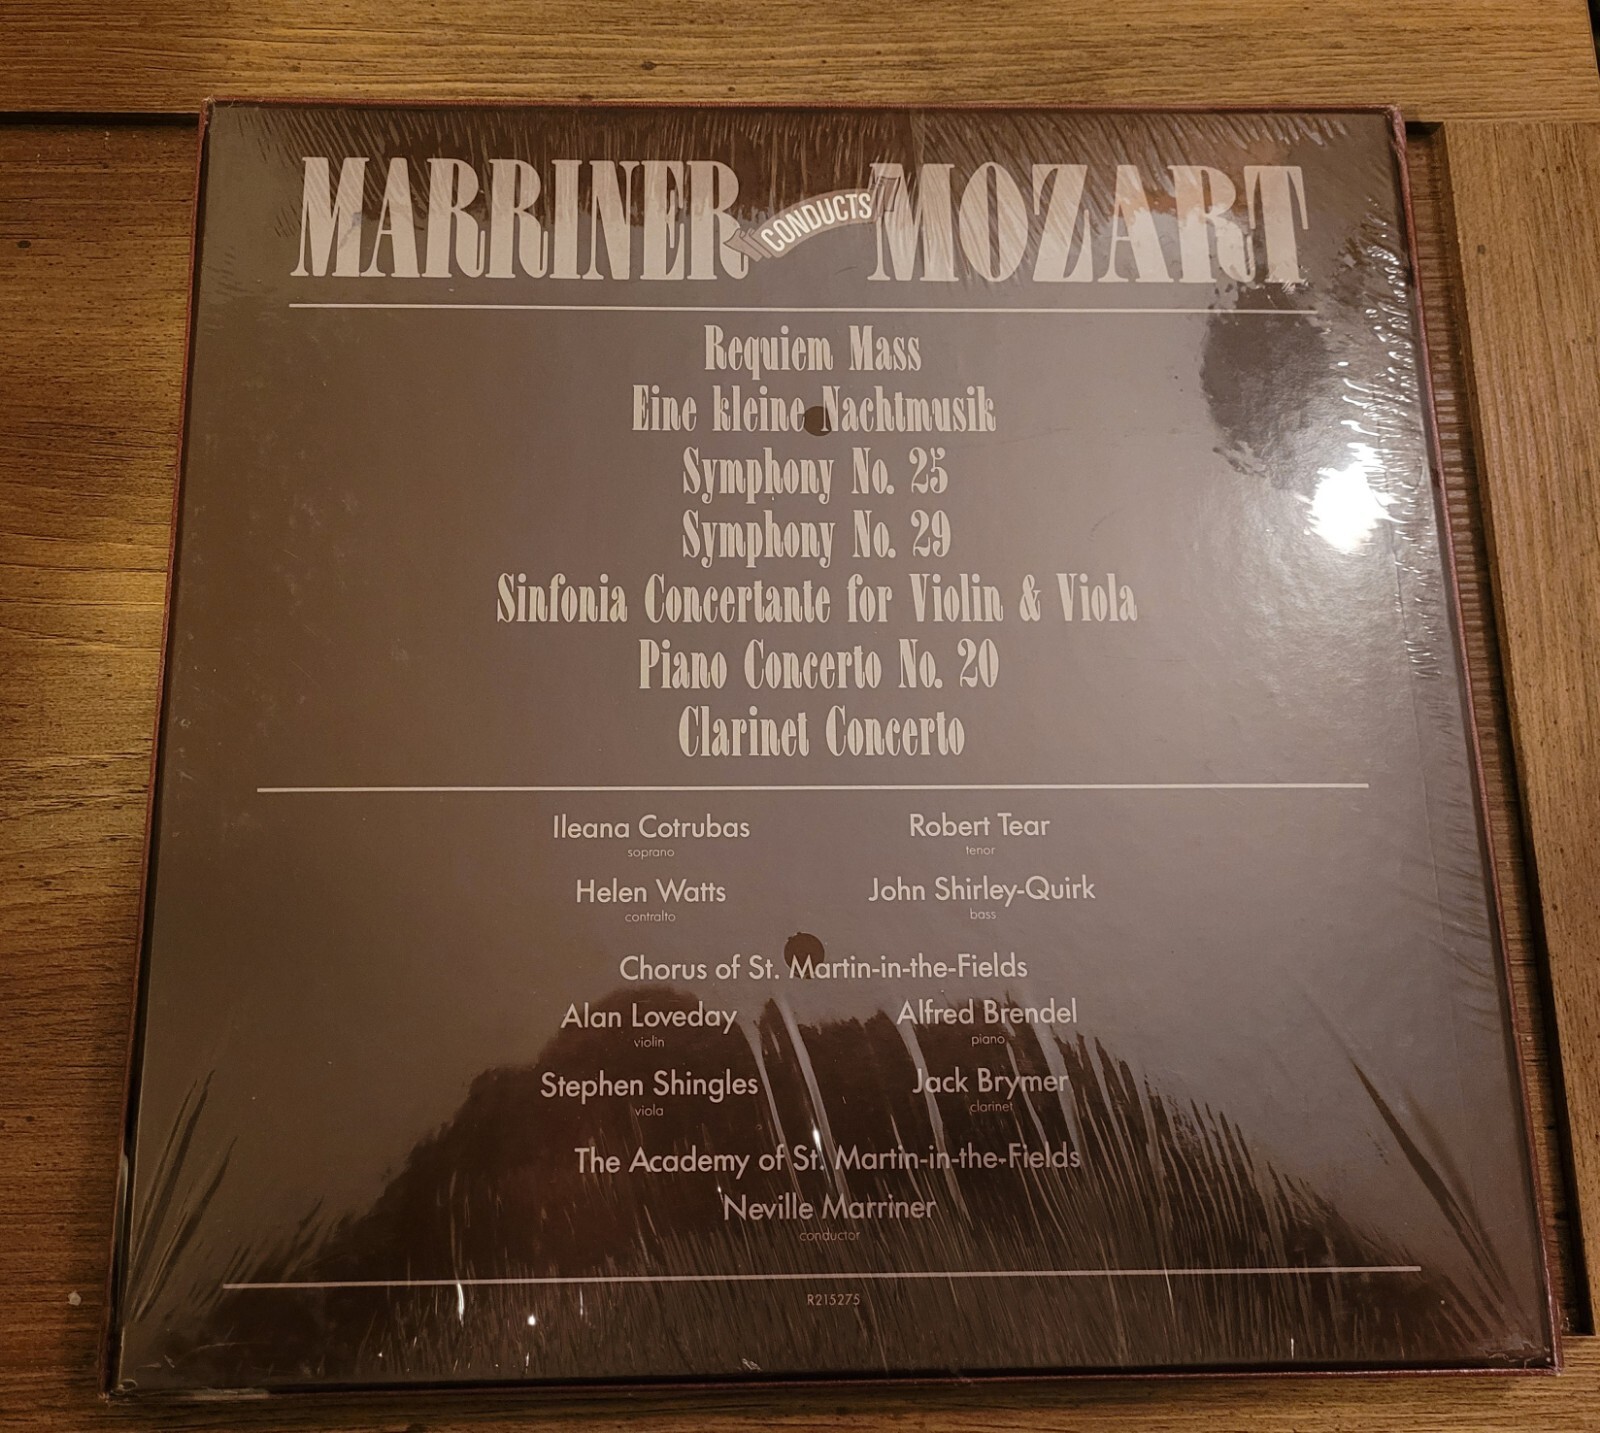 MARRINER CONDUCTS MOZART
Requiem Mass
Eine kleine Nachtmusik
Symphony No. 25
Symphony No. 29
Sinfonia Concertante for Violin & Viola
Piano Concerto No. 20
Clarinet Concerto
Ileana Cotrubas
soprano
Robert Tear
tenor
Helen Watts
contralto
John Shirley-Quirk
bass
Chorus of St. Martin-in-the-Fields
Alan Loveday
violin
Alfred Brendel
piano
Stephen Shingles
viola
Jack Brymer
clarinet
The Academy of St. Martin-in-the-Fields
Neville Marriner
conductor
R215275